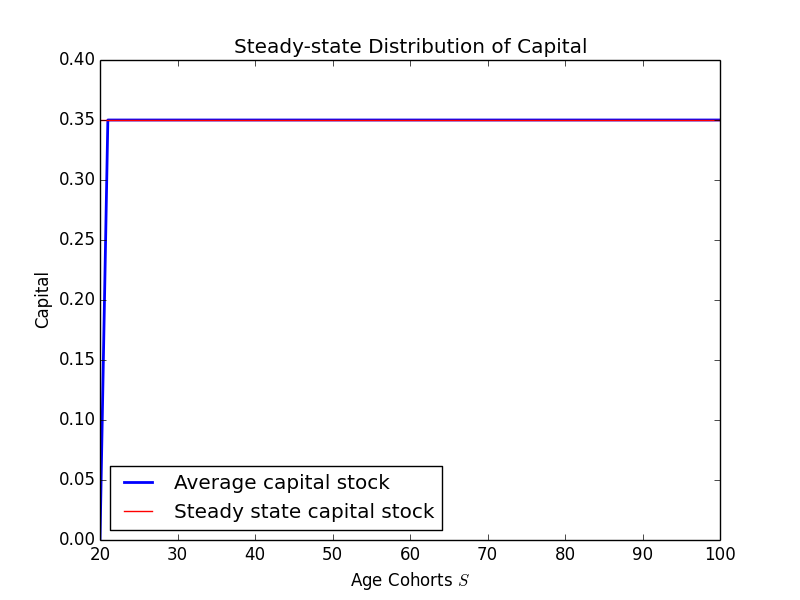 Steady-state Distribution of Capital
0.40
0.35
0.30
0.25
0.20
0.15
0.10
0.05
0.00
Capital
Average capital stock
Steady state capital stock
20 30 40 50 60 70 80 90 100
Age Cohorts S